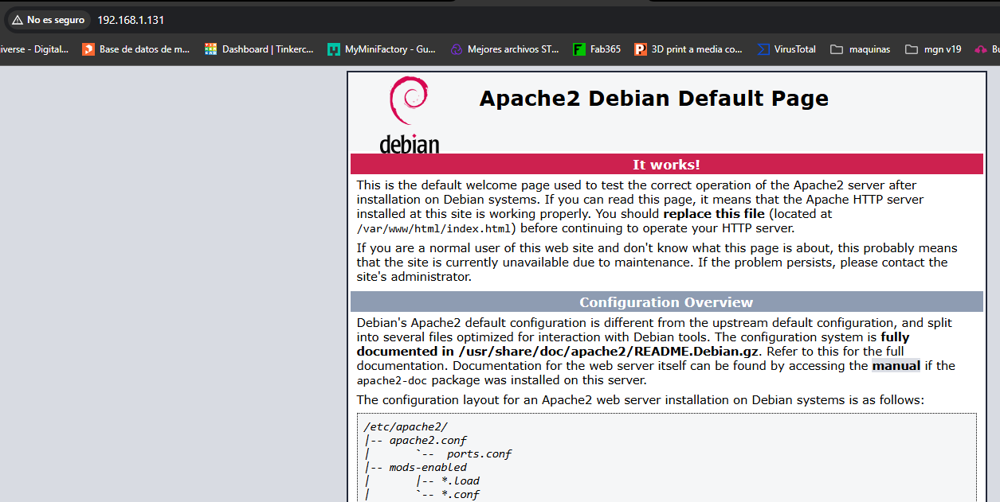 No es seguro 192.168.1.131
iverse - Digital... Base de datos de m... Dashboard | Tinkerc... MyMiniFactory - Gu... Mejores archivos ST... Fab365 3D print a media co... VirusTotal maquinas mgn v19 Bu
debian
Apache2 Debian Default Page
It works!
This is the default welcome page used to test the correct operation of the Apache2 server after
installation on Debian systems. If you can read this page, it means that the Apache HTTP server
installed at this site is working properly. You should replace this file (located at
/var/www/html/index.html) before continuing to operate your HTTP server.
If you are a normal user of this web site and don't know what this page is about, this probably means
that the site is currently unavailable due to maintenance. If the problem persists, please contact the
site's administrator.
Configuration Overview
Debian's Apache2 default configuration is different from the upstream default configuration, and split
into several files optimized for interaction with Debian tools. The configuration system is fully
documented in /usr/share/doc/apache2/README.Debian.gz. Refer to this for the full
documentation. Documentation for the web server itself can be found by accessing the manual if the
apache2-doc package was installed on this server.
The configuration layout for an Apache2 web server installation on Debian systems is as follows:
/etc/apache2/
|-- apache2.conf
|       `--  ports.conf
|-- mods-enabled
|       |-- *.load
|       `-- *.conf